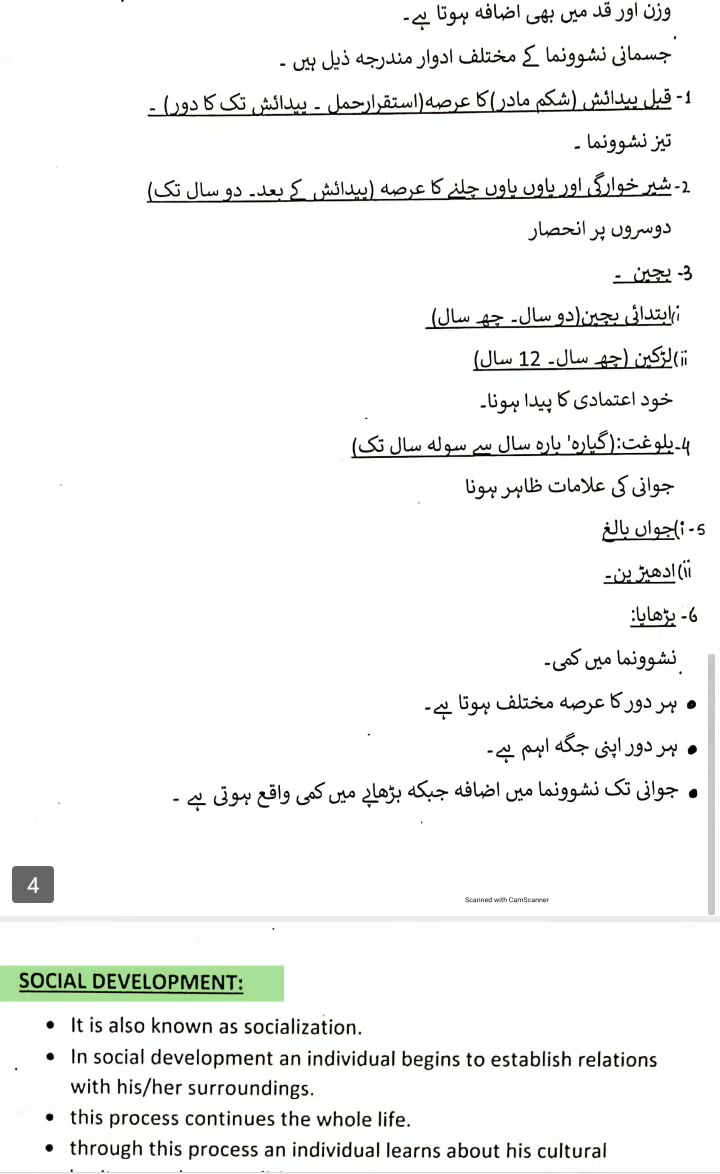 وزن اور قد میں بھی اضافہ ہوتا ہے۔
جسمانی نشوونما کے مختلف ادوار مندرجہ ذیل ہیں ۔
1- قبل پیدائش (شکم مادر)کا عرصہ(استقرارحمل ۔ پیدائش تک کا دور) ۔
تیز نشوونما ۔
2-شیر خوارگی اور پاوں پاوں چلنے کا عرصہ (پیدائش کے بعد۔ دو سال تک)
دوسروں پر انحصار
3- بچپن ۔
i)ابتدائی بچپن(دو سال۔ چھ سال)
ii)لڑکپن (چھ سال۔ 12 سال)
خود اعتمادی کا پیدا ہونا۔
4۔بلوغت:(گیارہ' بارہ سال سے سولہ سال تک)
جوانی کی علامات ظاہر ہونا
5- i)جواں بالغ
ii)ادھیڑ پن۔
6- بڑھاپا:
نشوونما میں کمی۔
● ہر دور کا عرصہ مختلف ہوتا ہے۔
● ہر دور اپنی جگہ اہم ہے۔
● جوانی تک نشوونما میں اضافہ جبکہ بڑھاپے میں کمی واقع ہوتی ہے ۔
4
Scanned with CamScanner
SOCIAL DEVELOPMENT:
• It is also known as socialization.
• In social development an individual begins to establish relations
with his/her surroundings.
• this process continues the whole life.
• through this process an individual learns about his cultural